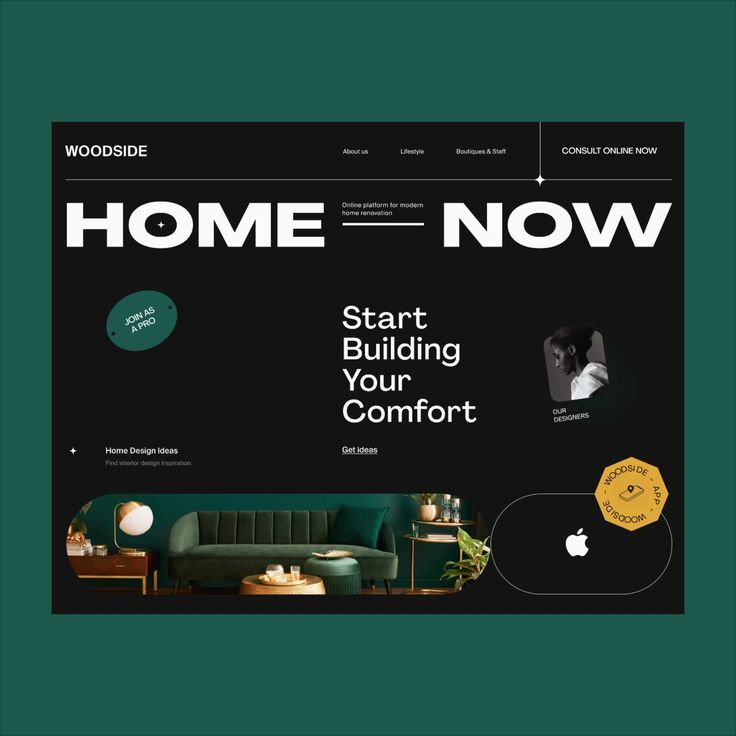 WOODSIDE
About us
Lifestyle
Boutiques & Staff
CONSULT ONLINE NOW
HOME
Online platform for modern
home renovation
NOW
JOIN AS
A PRO
Start
Building
Your
Comfort
OUR
DESIGNERS
Home Design Ideas
Find interior design inspiration.
Get ideas
WOODSIDE - APP - WOODSIDE -